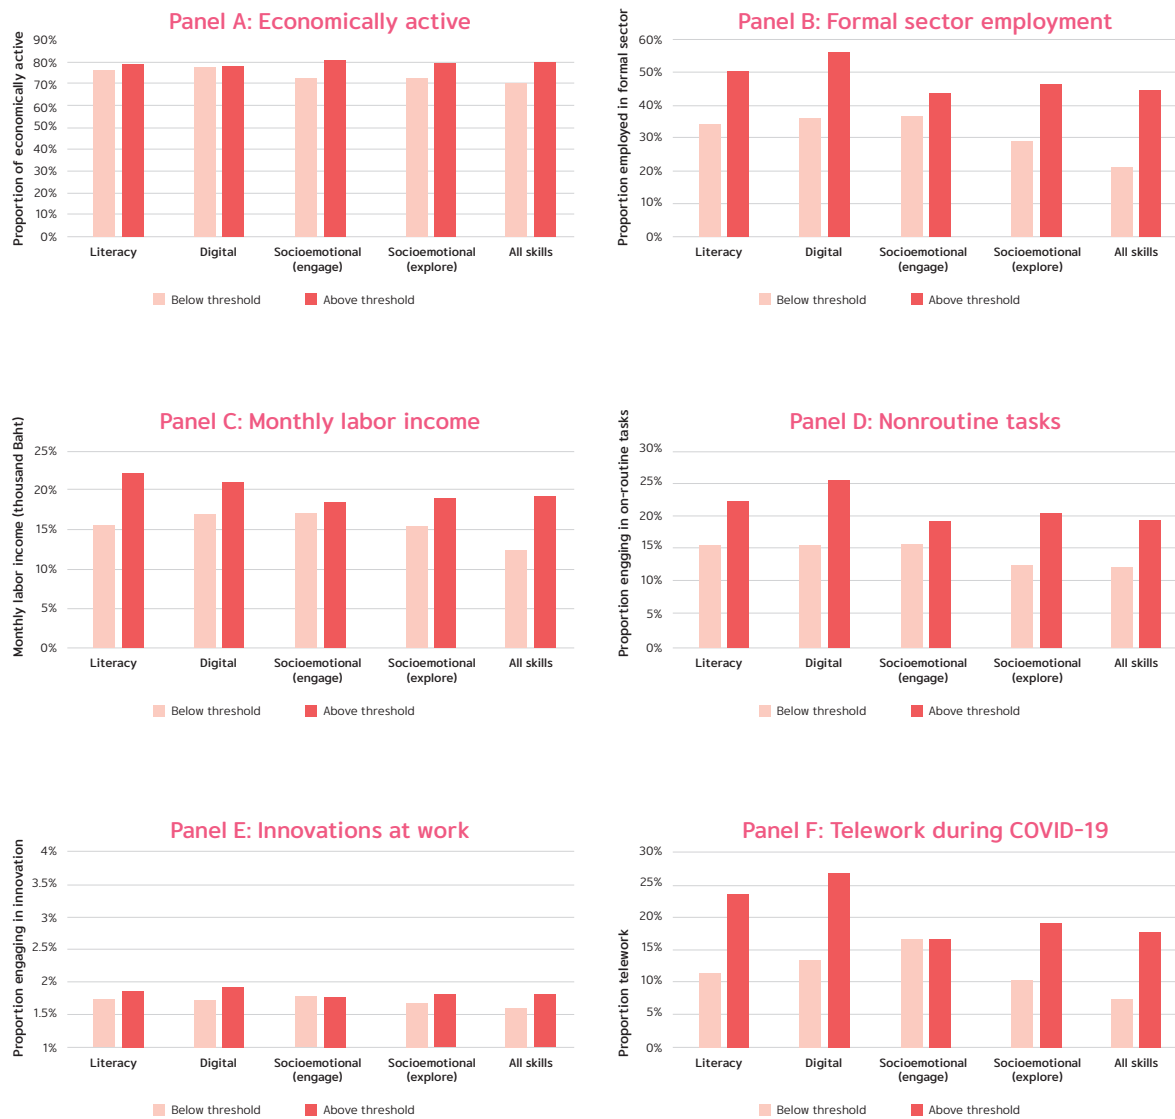 Panel A: Economically active
Proportion of economically active
90%
80%
70%
60%
50%
40%
30%
20%
10%
0%
Literacy
Digital
Socioemotional
(engage)
Socioemotional
(explore)
All skills
Below threshold
Above threshold
Panel B: Formal sector employment
Proportion employed in formal sector
60%
50%
40%
30%
20%
10%
0%
Literacy
Digital
Socioemotional
(engage)
Socioemotional
(explore)
All skills
Below threshold
Above threshold
Panel C: Monthly labor income
Monthly labor income (thousand Baht)
25%
20%
15%
10%
5%
0%
Literacy
Digital
Socioemotional
(engage)
Socioemotional
(explore)
All skills
Below threshold
Above threshold
Panel D: Nonroutine tasks
Proportion engging in on-routine tasks
30%
25%
20%
15%
10%
5%
0%
Literacy
Digital
Socioemotional
(engage)
Socioemotional
(explore)
All skills
Below threshold
Above threshold
Panel E: Innovations at work
Proportion engaging in innovation
4%
3.5%
3%
2.5%
2%
1.5%
1%
Literacy
Digital
Socioemotional
(engage)
Socioemotional
(explore)
All skills
Below threshold
Above threshold
Panel F: Telework during COVID-19
Proportion telework
30%
25%
20%
15%
10%
5%
0%
Literacy
Digital
Socioemotional
(engage)
Socioemotional
(explore)
All skills
Below threshold
Above threshold